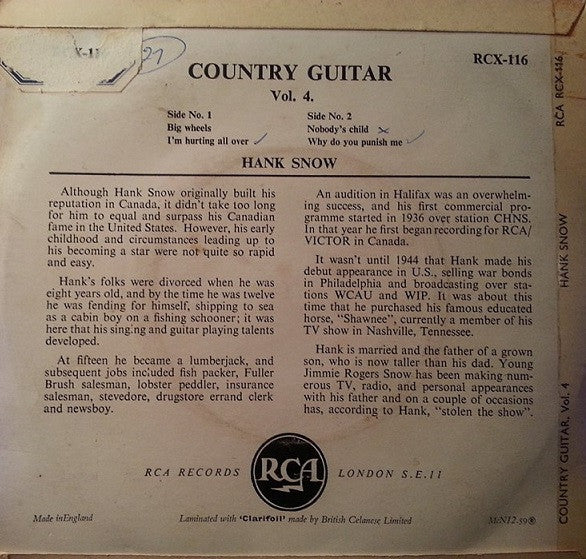 RCX-116
COUNTRY GUITAR
Vol. 4.
Side No. 1
Big wheels
I'm hurting all over
Side No. 2
Nobody's child
Why do you punish me
HANK SNOW
Although Hank Snow originally built his
reputation in Canada, it didn't take too long
for him to equal and surpass his Canadian
fame in the United States. However, his early
childhood and circumstances leading up to
his becoming a star were not quite so rapid
and easy.
Hank's folks were divorced when he was
eight years old, and by the time he was twelve
he was fending for himself, shipping to sea
as a cabin boy on a fishing schooner; it was
here that his singing and guitar playing talents
developed.
At fifteen he became a lumberjack, and
subsequent jobs included fish packer, Fuller
Brush salesman, lobster peddler, insurance
salesman, stevedore, drugstore errand clerk
and newsboy.
An audition in Halifax was an overwhelm-
ing success, and his first commercial pro-
gramme started in 1936 over station CHNS.
In that year he first began recording for RCA/
VICTOR in Canada.
It wasn't until 1944 that Hank made his
debut appearance in U.S., selling war bonds
in Philadelphia and broadcasting over sta-
tions WCAU and WIP. It was about this
time that he purchased his famous educated
horse, "Shawnee", currently a member of his
TV show in Nashville, Tennessee.
Hank is married and the father of a grown
son, who is now taller than his dad. Young
Jimmie Rogers Snow has been making num-
erous TV, radio, and personal appearances
with his father and on a couple of occasions
has, according to Hank, "stolen the show".
RCA RECORDS
RCA
LONDON S.E.11
Made in England
Laminated with 'Clarifoil' made by British Celanese Limited
RCA RCX-116
HANK SNOW
COUNTRY GUITAR, Vol. 4